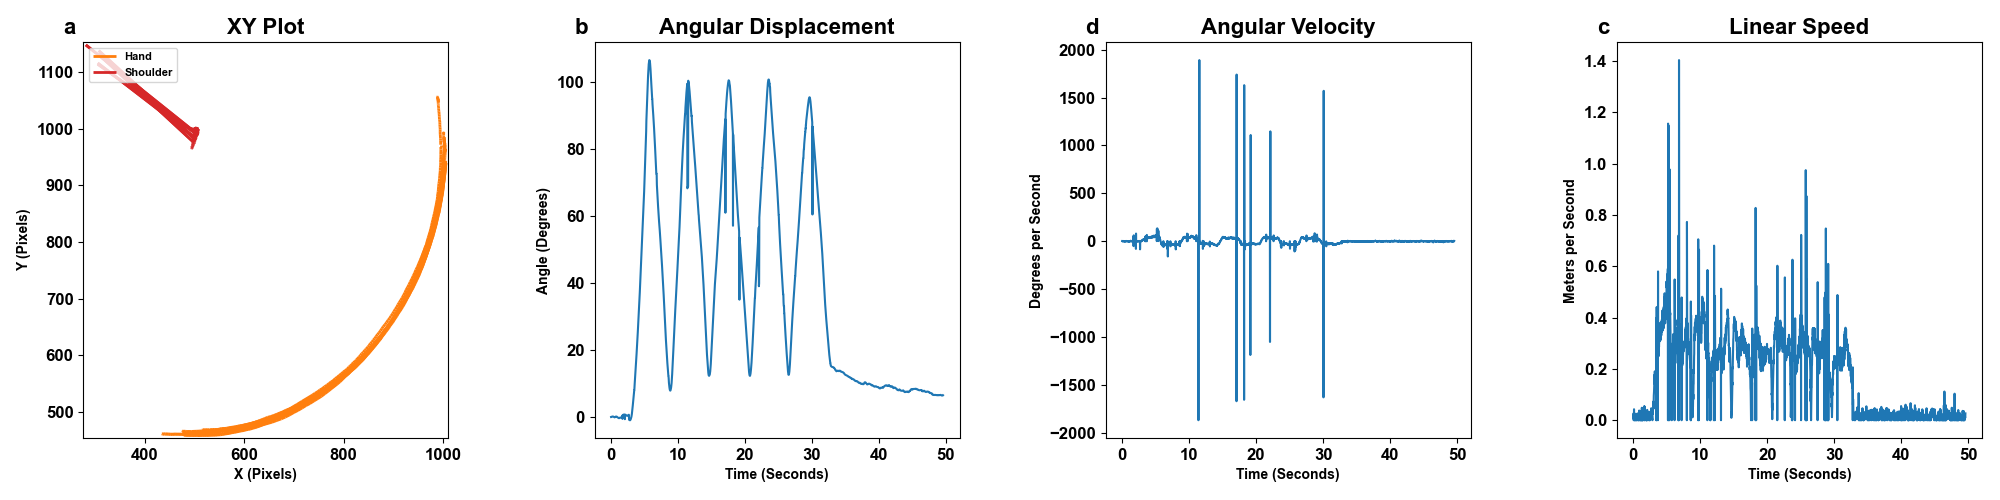 a XY Plot
Hand
Shoulder
1100
1000
900
800
700
600
500
Y (Pixels)
400 600 800 1000
X (Pixels)
b Angular Displacement
100
80
60
40
20
0
Angle (Degrees)
0 10 20 30 40 50
Time (Seconds)
d Angular Velocity
2000
1500
1000
500
0
−500
−1000
−1500
−2000
Degrees per Second
0 10 20 30 40 50
Time (Seconds)
c Linear Speed
1.4
1.2
1.0
0.8
0.6
0.4
0.2
0.0
Meters per Second
0 10 20 30 40 50
Time (Seconds)